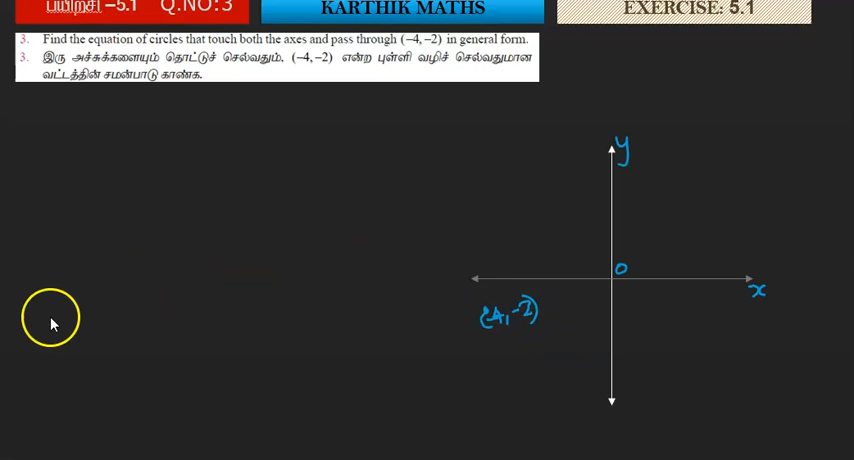 பயிற்சி –5.1 Q.NO:3
KARTHIK MATHS
EXERCISE: 5.1
3. Find the equation of circles that touch both the axes and pass through (−4,−2) in general form.
3. இரு அச்சுக்களையும் தொட்டுச் செல்வதும், (−4,−2) என்ற புள்ளி வழிச் செல்வதுமான
வட்டத்தின் சமன்பாடு காண்க.
y
0
x
(-4,-2)